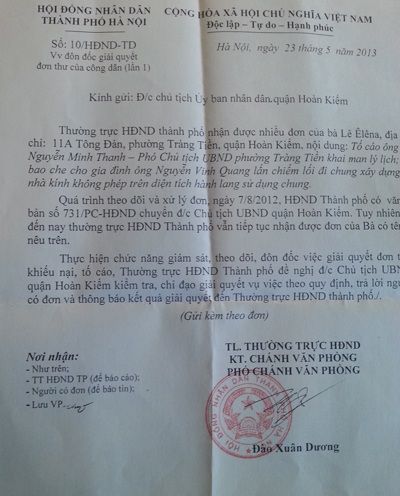 HỘI ĐỒNG NHÂN DÂN
THÀNH PHỐ HÀ NỘI
CỘNG HÒA XÃ HỘI CHỦ NGHĨA VIỆT NAM
Độc lập – Tự do – Hạnh phúc
Số: 10/HĐND-TD
V/v đôn đốc giải quyết
đơn thư của công dân (lần 1)
Hà Nội, ngày 23 tháng 5 năm 2013
Kính gửi: Đ/c chủ tịch Ủy ban nhân dân quận Hoàn Kiếm
Thường trực HĐND thành phố nhận được nhiều đơn của bà Lê Êlêna, địa
chỉ: 11A Tông Đản, phường Tràng Tiền, quận Hoàn Kiếm, nội dung: Tố cáo ông
Nguyễn Minh Thanh – Phó Chủ tịch UBND phường Tràng Tiền khai man lý lịch;
bao che cho gia đình ông Nguyễn Vinh Quang lấn chiếm lối đi chung xây dựng
nhà kính không phép trên diện tích hành lang sử dụng chung.
Quá trình theo dõi và xử lý đơn, ngày 7/8/2012, HĐND Thành phố có văn
bản số 731/PC-HĐND chuyển đ/c Chủ tịch UBND quận Hoàn Kiếm. Tuy nhiên
đến nay thường trực HĐND Thành phố vẫn tiếp tục nhận được đơn của Bà có tên
nêu trên.
Thực hiện chức năng giám sát, theo dõi, đôn đốc việc giải quyết đơn t
khiếu nại, tố cáo, Thường trực HĐND Thành phố đề nghị đ/c Chủ tịch UBND
quận Hoàn Kiếm kiểm tra, chỉ đạo giải quyết vụ việc theo quy định, trả lời ngư
có đơn và thông báo kết quả giải quyết đến Thường trực HĐND thành phố./.
(Gửi kèm theo đơn)
Nơi nhận:
- Như trên;
- TT HĐND TP (để báo cáo);
- Người có đơn (để báo tin);
- Lưu VP
TL. THƯỜNG TRỰC HĐND
KT. CHÁNH VĂN PHÒNG
PHÓ CHÁNH VĂN PHÒNG
HỘI ĐỒNG NHÂN DÂN
Đào Xuân Dương